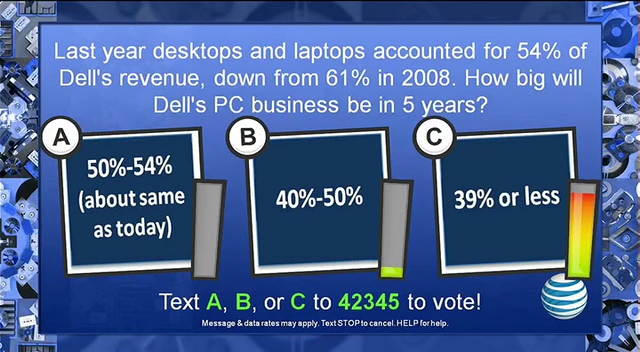 Last year desktops and laptops accounted for 54% of
Dell's revenue, down from 61% in 2008. How big will
Dell's PC business be in 5 years?
A
50%-54%
(about same
as today)
B
40%-50%
C
39% or less
Text A, B, or C to 42345 to vote!
Message & data rates may apply. Text STOP to cancel. HELP for help.